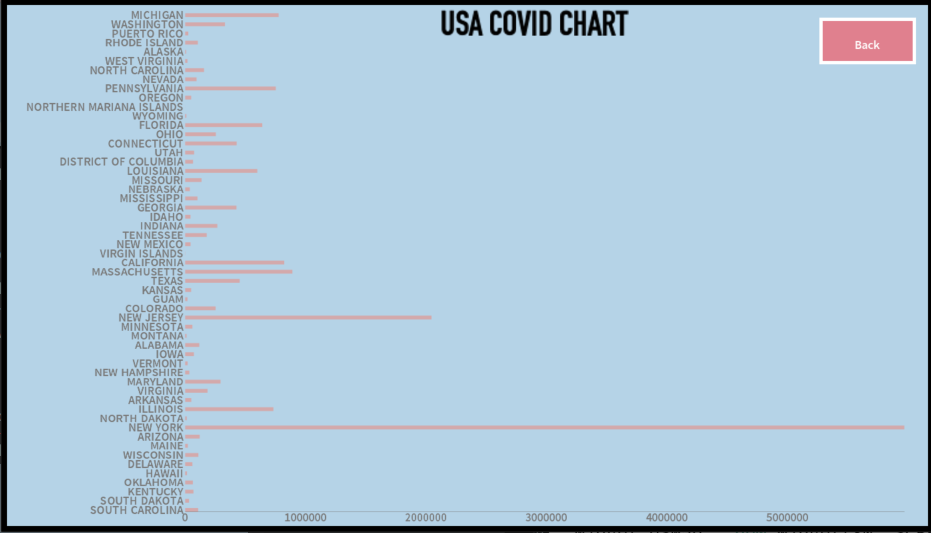 USA COVID CHART
Back
MICHIGAN
WASHINGTON
PUERTO RICO
RHODE ISLAND
ALASKA
WEST VIRGINIA
NORTH CAROLINA
NEVADA
PENNSYLVANIA
OREGON
NORTHERN MARIANA ISLANDS
WYOMING
FLORIDA
OHIO
CONNECTICUT
UTAH
DISTRICT OF COLUMBIA
LOUISIANA
MISSOURI
NEBRASKA
MISSISSIPPI
GEORGIA
IDAHO
INDIANA
TENNESSEE
NEW MEXICO
VIRGIN ISLANDS
CALIFORNIA
MASSACHUSETTS
TEXAS
KANSAS
GUAM
COLORADO
NEW JERSEY
MINNESOTA
MONTANA
ALABAMA
IOWA
VERMONT
NEW HAMPSHIRE
MARYLAND
VIRGINIA
ARKANSAS
ILLINOIS
NORTH DAKOTA
NEW YORK
ARIZONA
MAINE
WISCONSIN
DELAWARE
HAWAII
OKLAHOMA
KENTUCKY
SOUTH DAKOTA
SOUTH CAROLINA
0 1000000 2000000 3000000 4000000 5000000